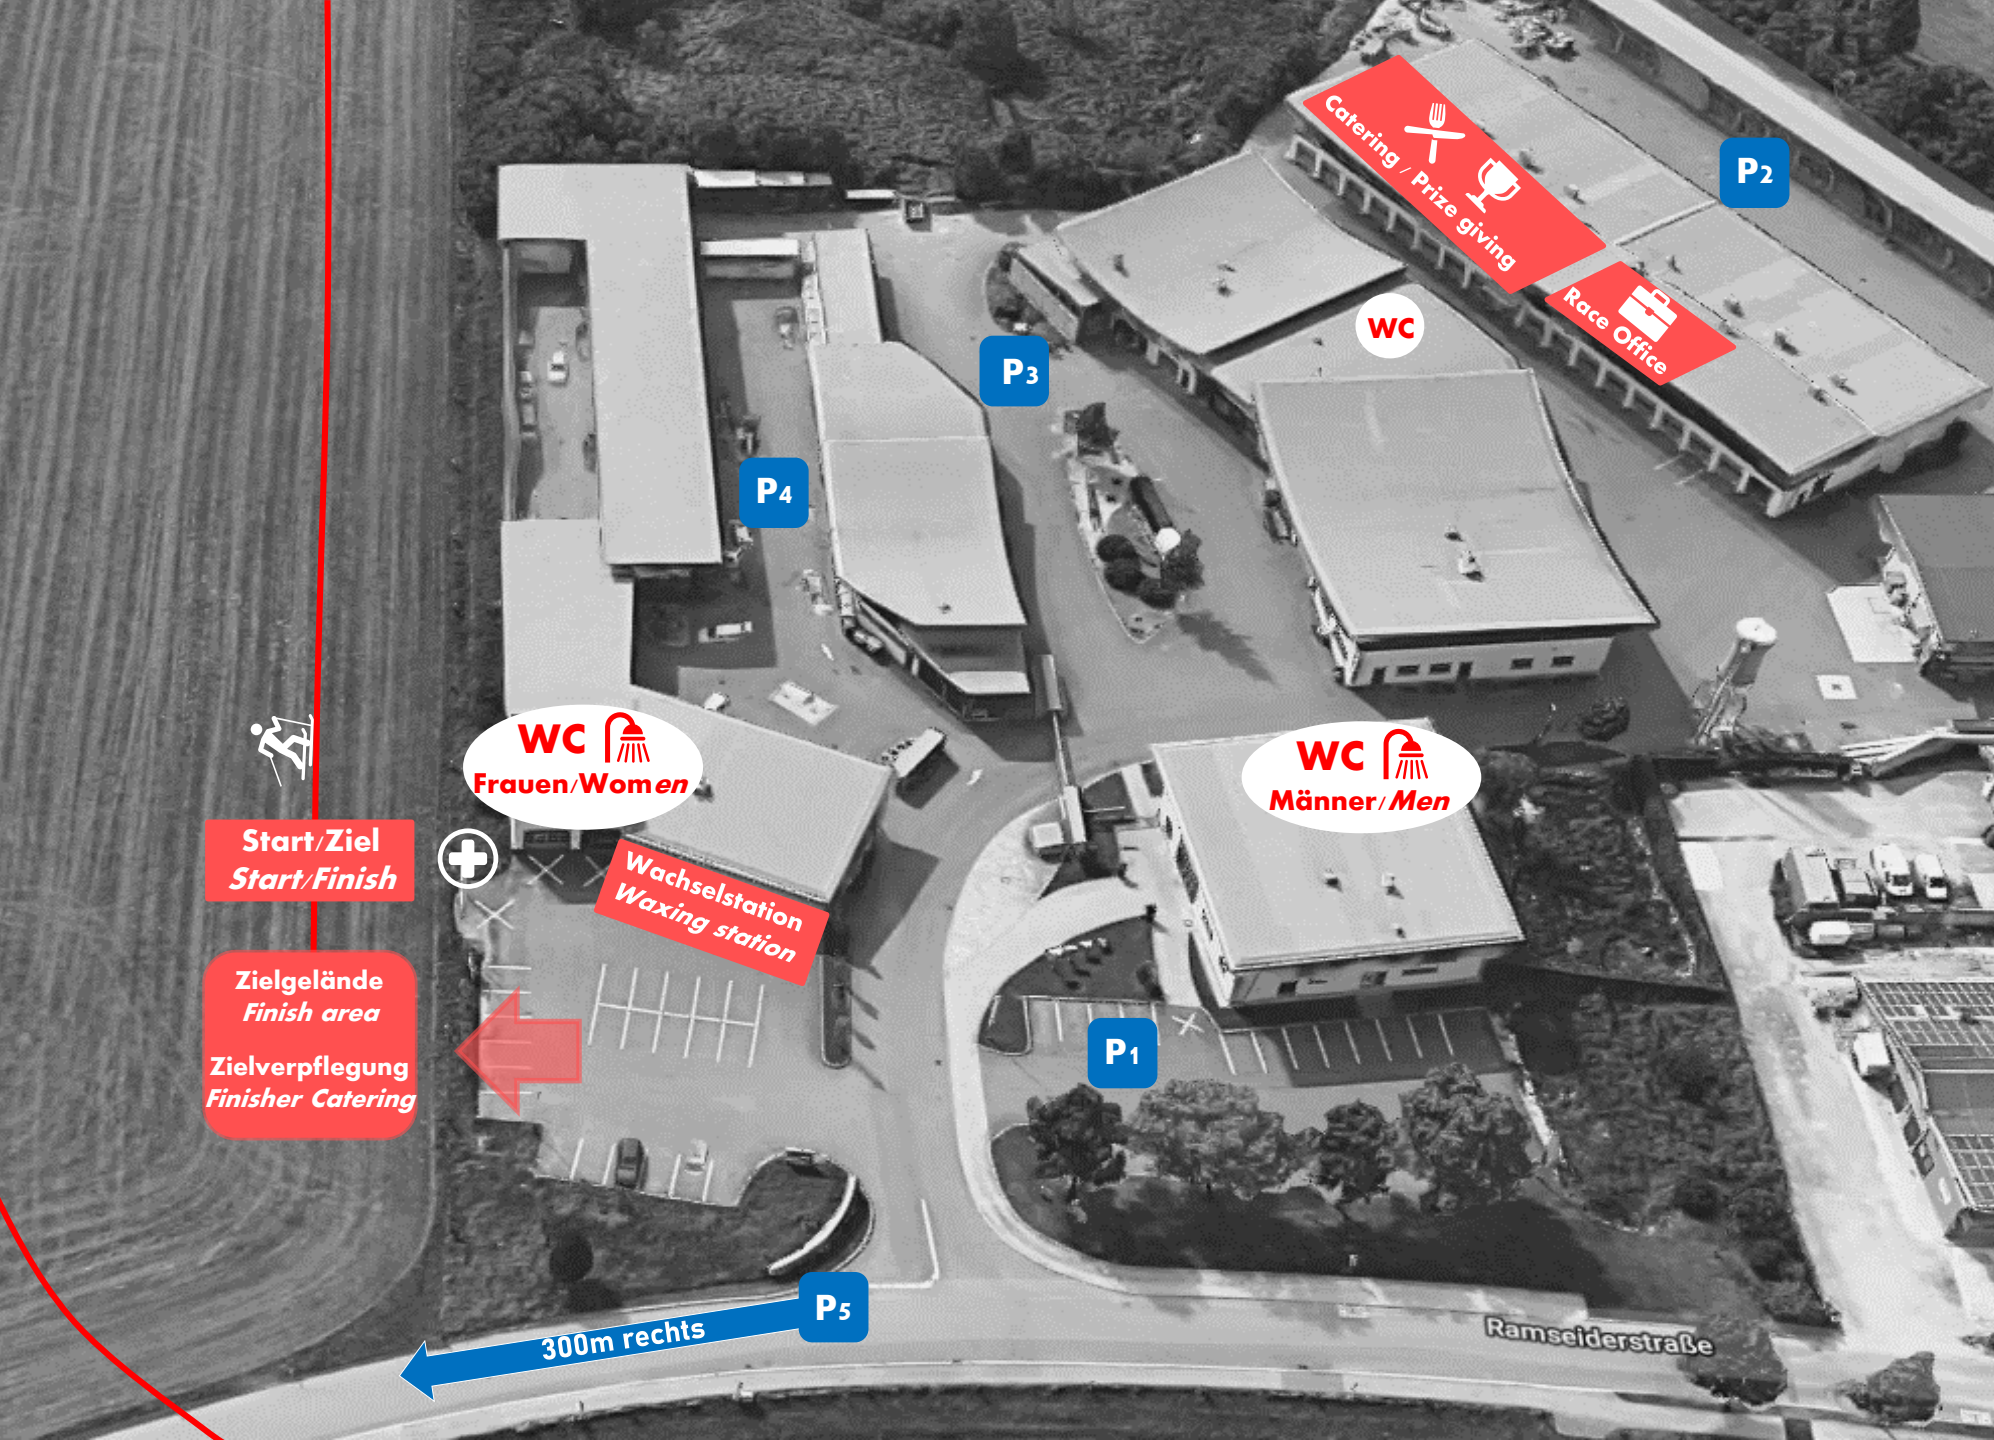 Catering / Prize giving
P2
Race Office
WC
P3
P4
WC
Frauen/Women
WC
Männer/Men
Start/Ziel
Start/Finish
Wachselstation
Waxing station
Zielgelände
Finish area
Zielverpflegung
Finisher Catering
P1
P5
300m rechts
Ramseiderstraße